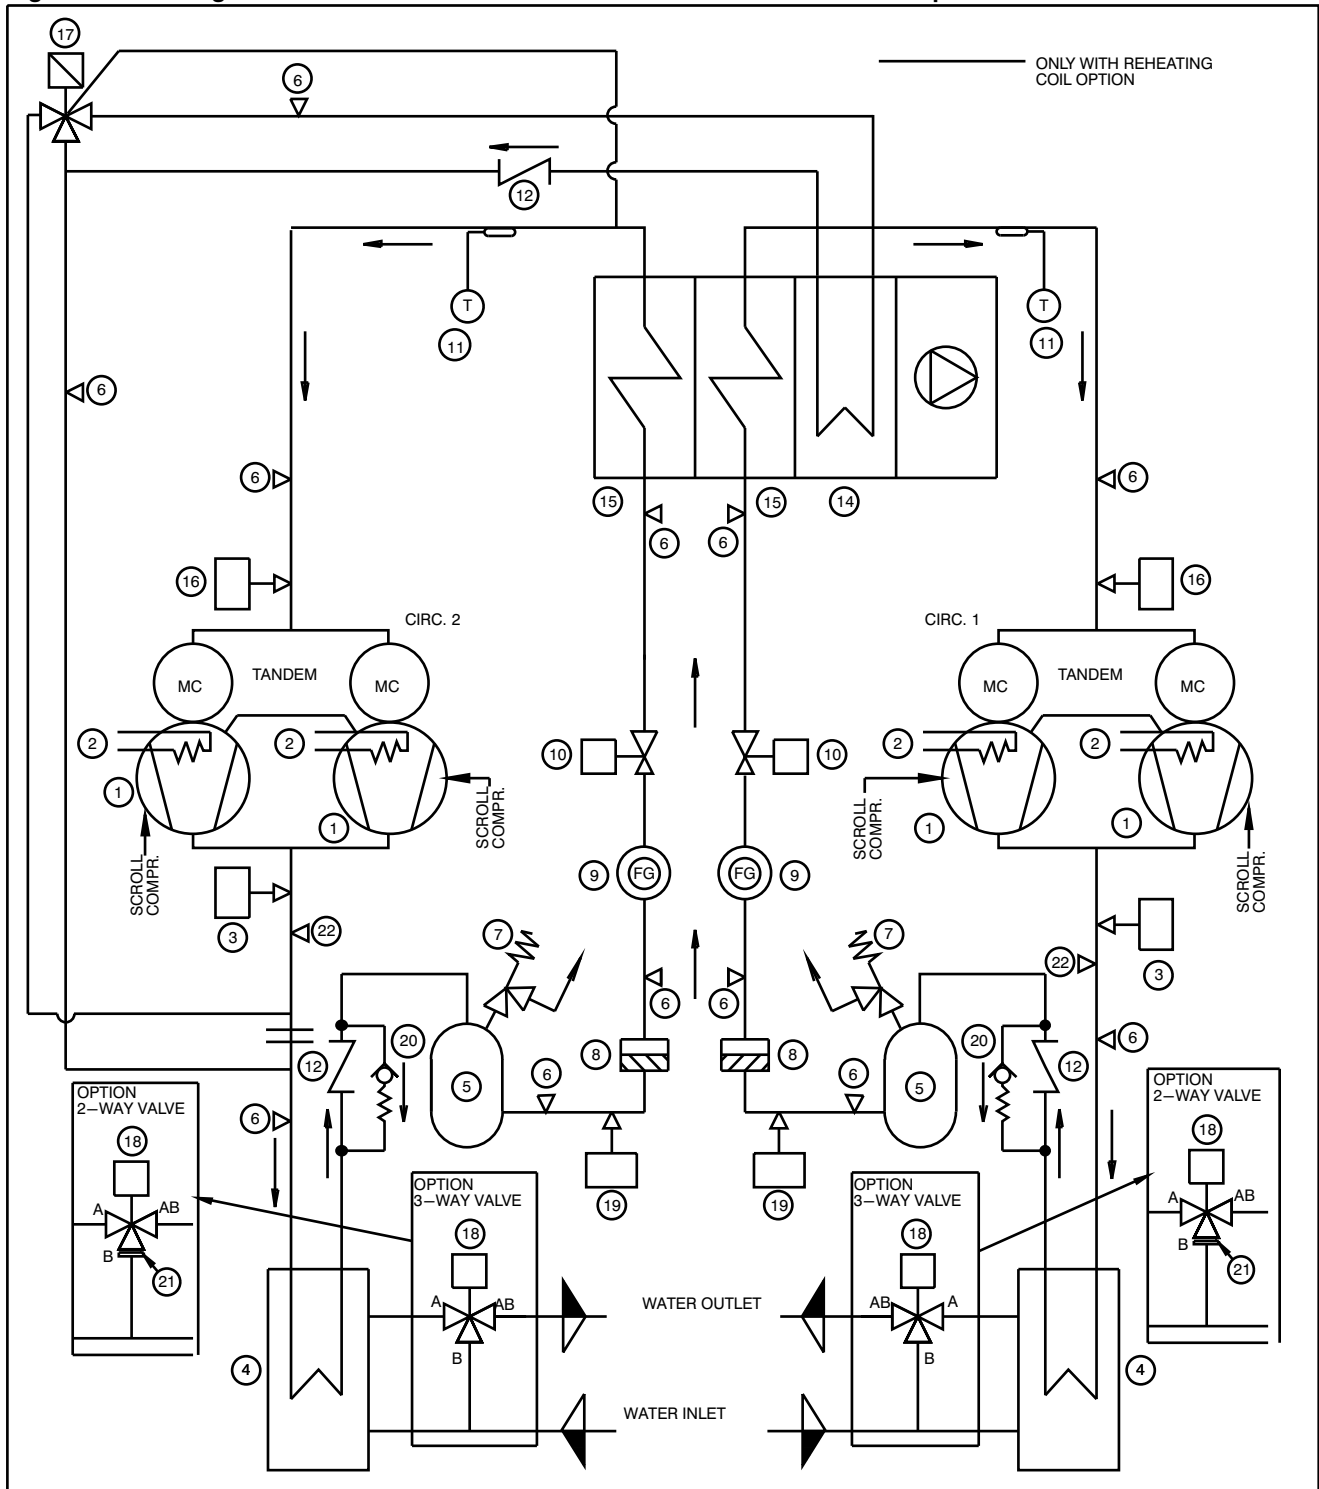 17
6
ONLY WITH REHEATING
COIL OPTION
12
T
11
T
11
6
6
6
15
15
14
6
6
16
16
CIRC. 2
CIRC. 1
MC
TANDEM
MC
MC
TANDEM
MC
2
2
2
2
10
10
1
1
1
1
SCROLL
COMPR.
SCROLL
COMPR.
SCROLL
COMPR.
SCROLL
COMPR.
9
FG
FG
9
3
22
7
7
22
3
6
6
6
12
20
8
8
20
12
5
6
6
5
6
OPTION
2–WAY VALVE
18
A
AB
B
21
OPTION
3–WAY VALVE
18
A
AB
B
19
19
OPTION
3–WAY VALVE
18
AB
A
B
OPTION
2–WAY VALVE
18
A
AB
B
21
WATER OUTLET
4
4
WATER INLET